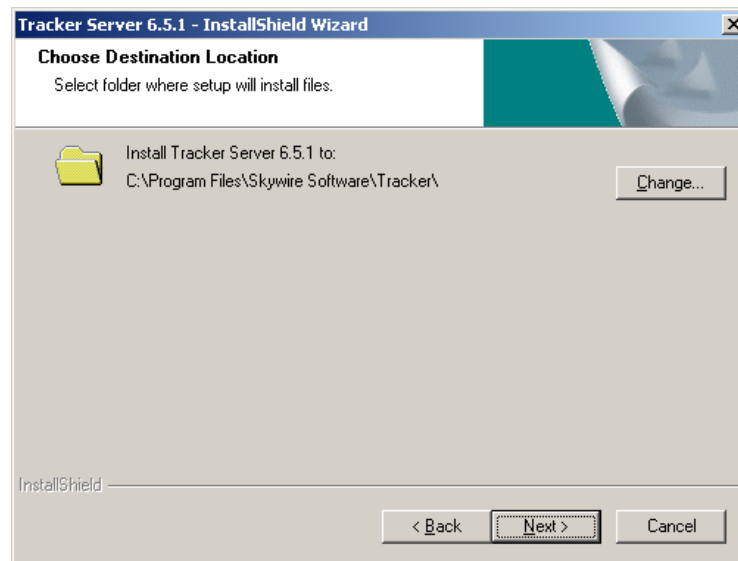 Tracker Server 6.5.1 - InstallShield Wizard
Choose Destination Location
Select folder where setup will install files.
Install Tracker Server 6.5.1 to:
C:\Program Files\Skywire Software\Tracker\
Change...
InstallShield
< Back
Next >
Cancel